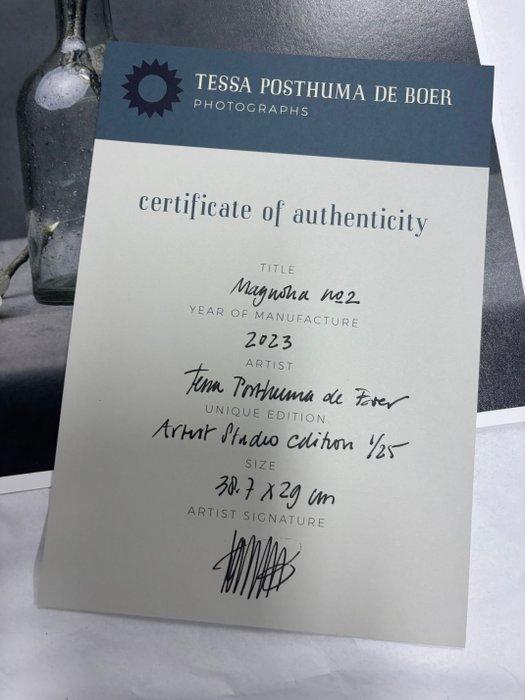 TESSA POSTHUMA DE BOER
PHOTOGRAPHS
certificate of authenticity
TITLE
Magnolia no2
YEAR OF MANUFACTURE
2023
ARTIST
Tessa Posthuma de Boer
UNIQUE EDITION
Artist Studio edition 1/25
SIZE
38.7 x 29 cm
ARTIST SIGNATURE